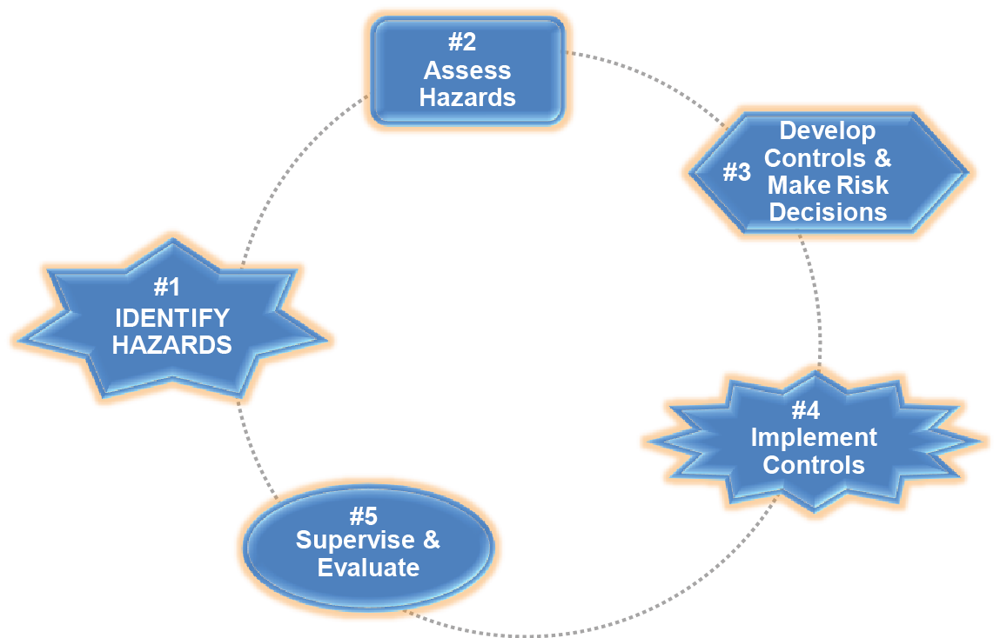 #1
IDENTIFY
HAZARDS
#2
Assess
Hazards
#3
Develop
Controls &
Make Risk
Decisions
#4
Implement
Controls
#5
Supervise &
Evaluate